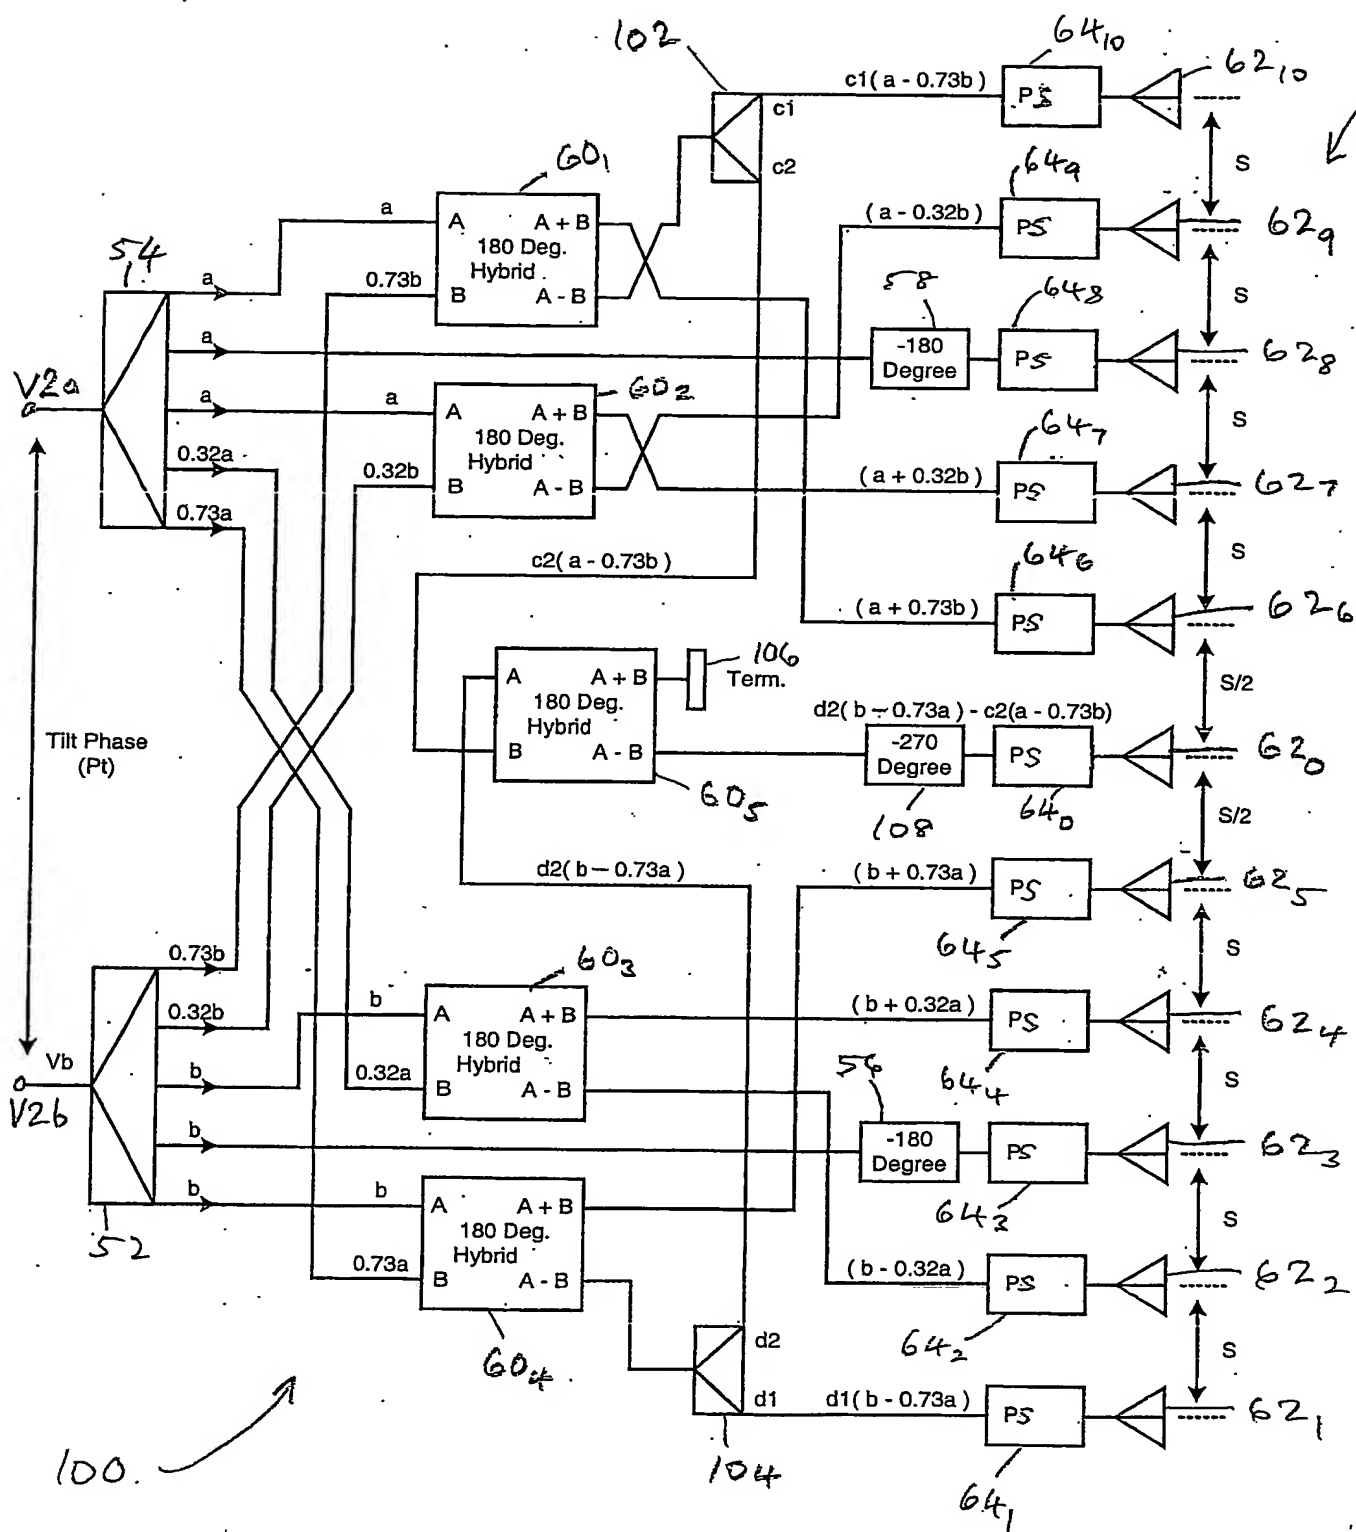 102
64₁₀
62₁₀
c1( a - 0.73b )
PS
c1
c2
S
60₁
64₉
a
A
A + B
180 Deg.
Hybrid
( a - 0.32b )
PS
62₉
54
a
0.73b
B
A - B
58
64₈
S
a
-180
Degree
PS
62₈
V2a
60₂
a
a
A
A + B
180 Deg.
Hybrid
64₇
S
0.32a
0.32b
B
A - B
( a + 0.32b )
PS
62₇
0.73a
c2( a - 0.73b )
64₆
S
( a + 0.73b )
PS
62₆
A
A + B
180 Deg.
Hybrid
106
Term.
S/2
d2( b - 0.73a ) - c2(a - 0.73b)
Tilt Phase
(Pt)
B
A - B
-270
Degree
PS
62₀
60₅
108
64₀
S/2
d2( b - 0.73a )
( b + 0.73a )
PS
62₅
0.73b
60₃
64₅
S
0.32b
b
A
A + B
180 Deg.
Hybrid
( b + 0.32a )
PS
62₄
Vb
V2b
b
0.32a
B
A - B
56
64₄
S
b
-180
Degree
PS
62₃
b
b
A
A + B
180 Deg.
Hybrid
64₃
S
52
0.73a
B
A - B
( b - 0.32a )
PS
62₂
60₄
d2
64₂
S
d1
d1( b - 0.73a )
PS
62₁
100.
104
64₁